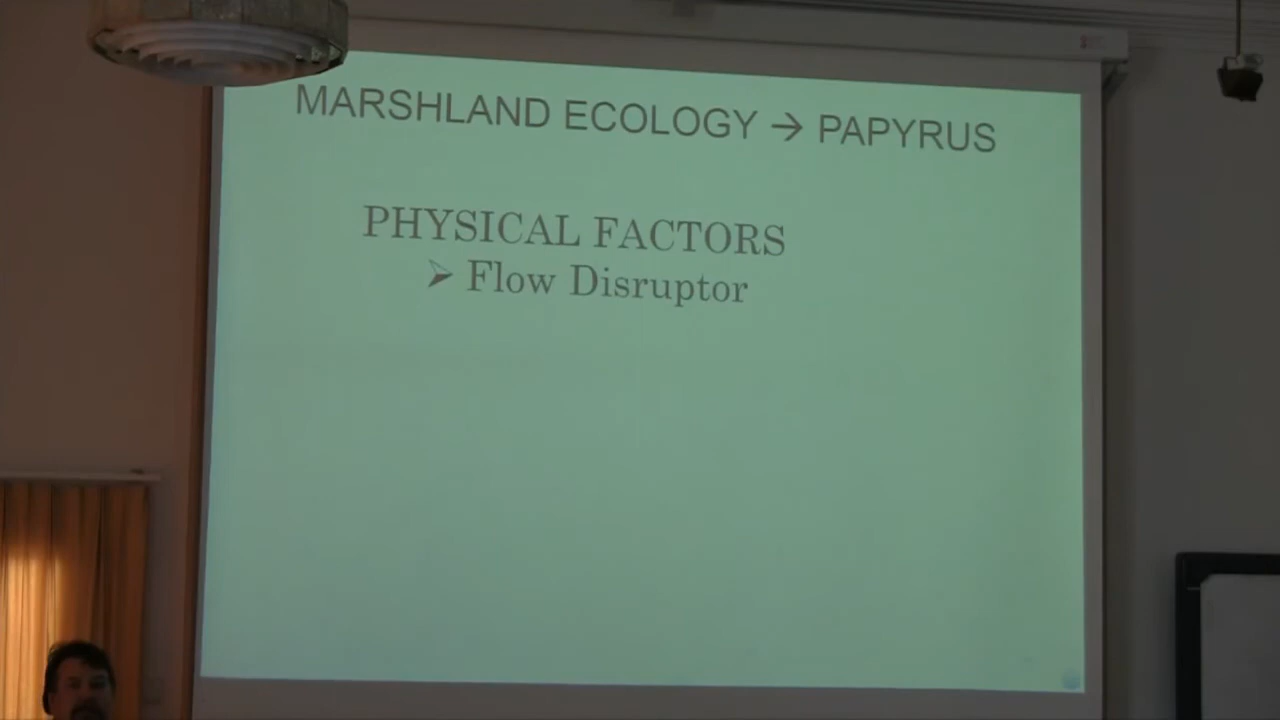 MARSHLAND ECOLOGY → PAPYRUS
PHYSICAL FACTORS
➢ Flow Disruptor